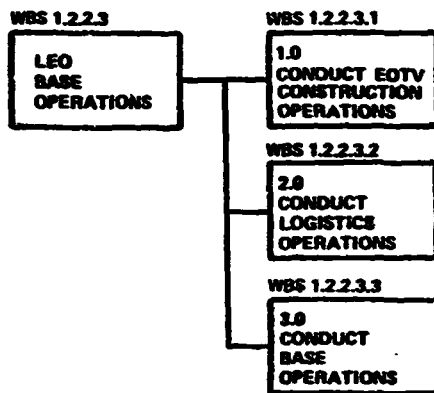 WBS 1.2.2.3
LEO
BASE
OPERATIONS
WBS 1.2.2.3.1
1.0
CONDUCT EOTV
CONSTRUCTION
OPERATIONS
WBS 1.2.2.3.2
2.0
CONDUCT
LOGISTICS
OPERATIONS
WBS 1.2.2.3.3
3.0
CONDUCT
BASE
OPERATIONS